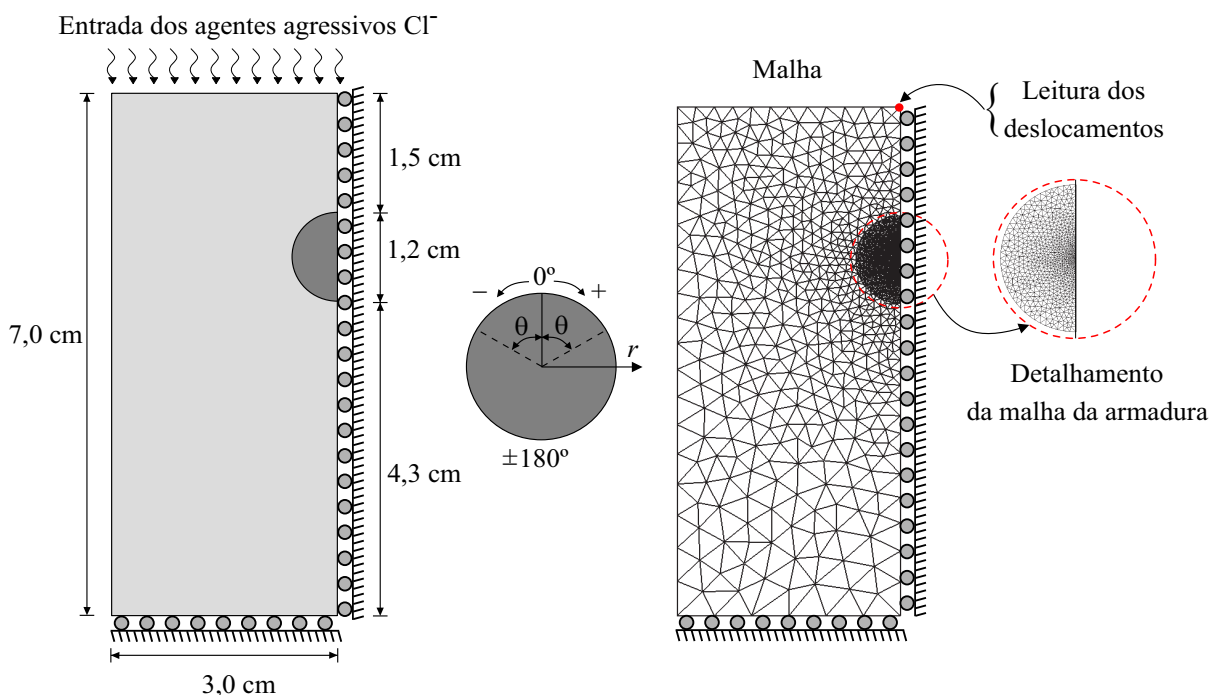 Entrada dos agentes agressivos Cl⁻
1,5 cm
1,2 cm
7,0 cm
4,3 cm
3,0 cm
− 0º +
θ θ
r
±180º
Malha
Leitura dos
deslocamentos
Detalhamento
da malha da armadura